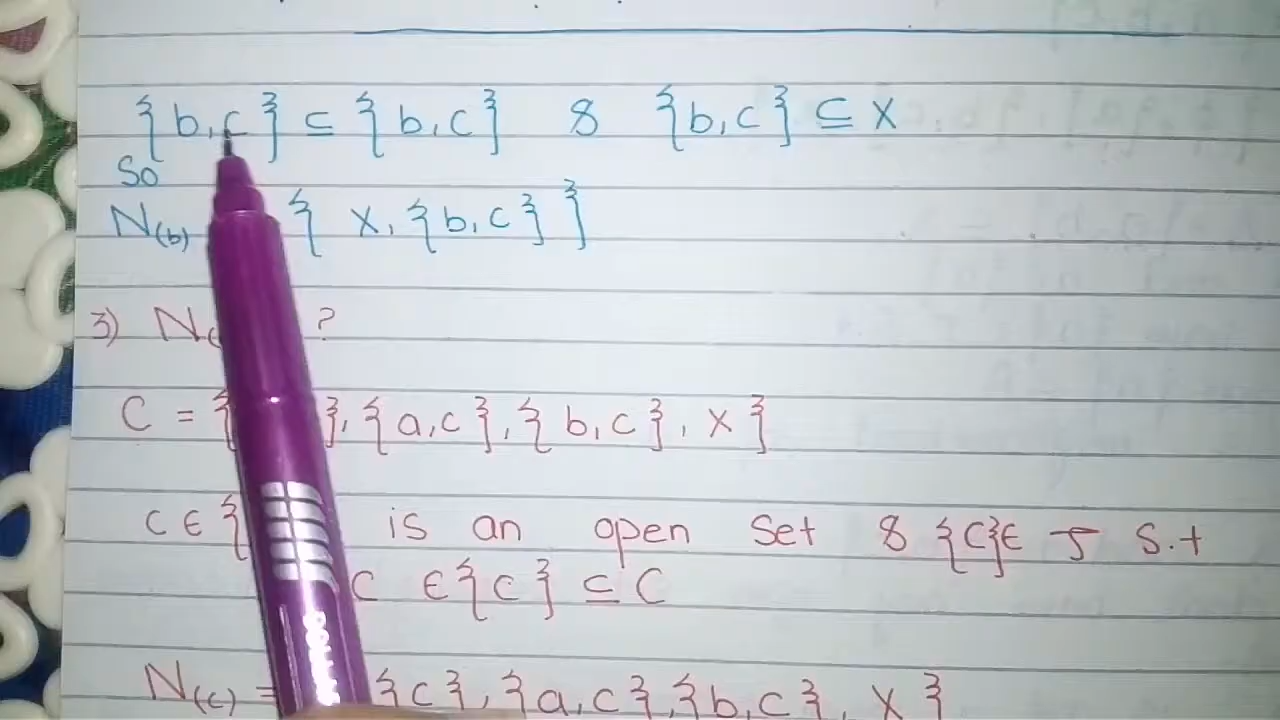 {b,c} ⊆ {b,c} & {b,c} ⊆ X
So
N(b) { X, {b,c} }
3) N( ?
C = { }, {a,c}, {b,c}, X }
C ∈ { is an open Set & {C}∈ J S.t
C ∈ {C} ⊆ C
N(c) = {c}, {a,c}, {b,c}, X }